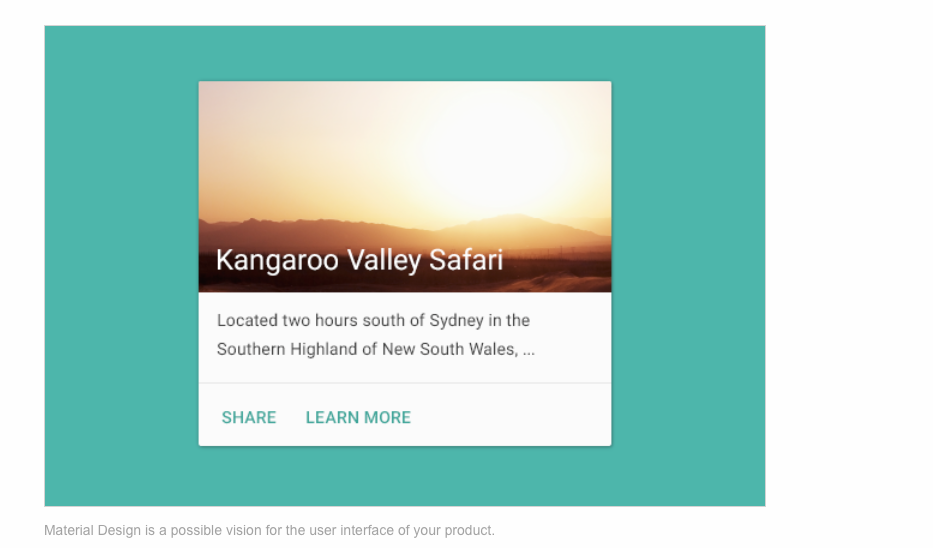 Kangaroo Valley Safari
Located two hours south of Sydney in the
Southern Highland of New South Wales, ...
SHARE LEARN MORE
Material Design is a possible vision for the user interface of your product.